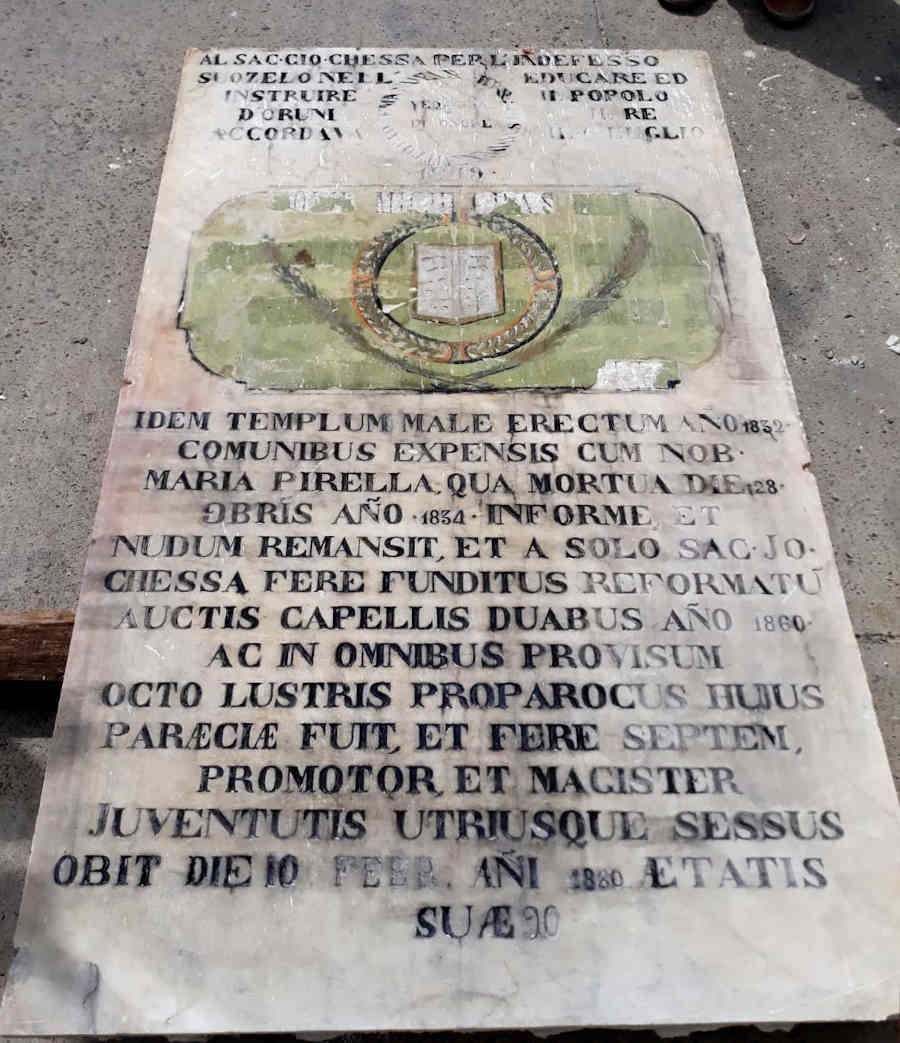 AL SAC·GIO·CHESSA PER L'INDEFESSO
SUO ZELO NELL' EDUCARE ED
INSTRUIRE IL POPOLO
D'ORUNI RE
ACCORDAVA
IDEM TEMPLUM MALE ERECTUM AÑO 1832·
COMUNIBUS EXPENSIS CUM NOB·
MARIA PIRELLA, QUA MORTUA DIE 28·
OBRIS AÑO ·1834· INFORME, ET
NUDUM REMANSIT, ET A SOLO SAC·JO·
CHESSA FERE FUNDITUS REFORMATŨ
AUCTIS CAPELLIS DUABUS AÑO 1860·
AC IN OMNIBUS PROVISUM
OCTO LUSTRIS PROPAROCUS HUJUS
PARÆCIÆ FUIT, ET FERE SEPTEM,
PROMOTOR, ET MAGISTER
JUVENTUTIS UTRIUSQUE SESSUS
OBIT DIE 10 FEBR. AÑI 1880 ÆTATIS
SUÆ 90